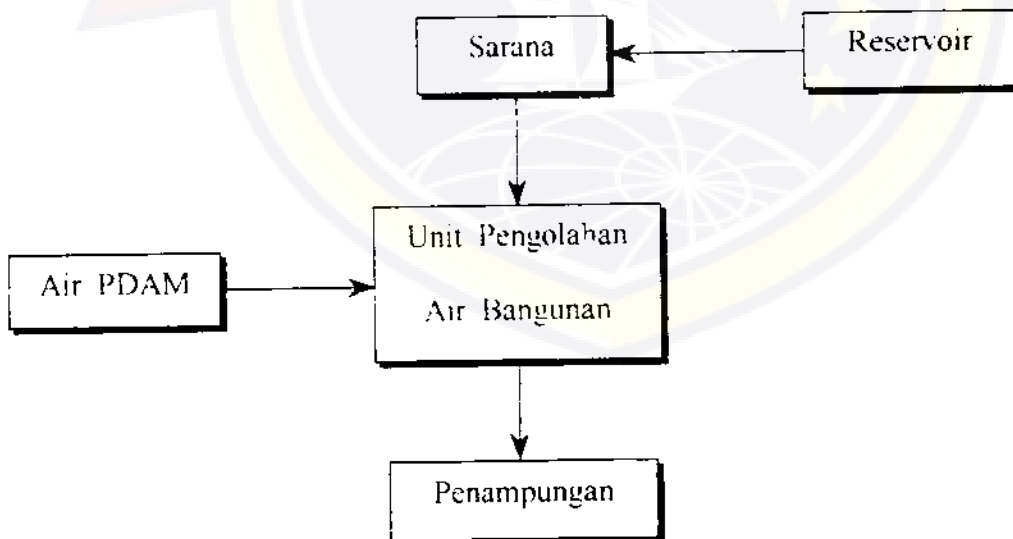 Sarana
Reservoir
Unit Pengolahan
Air Bangunan
Air PDAM
Penampungan